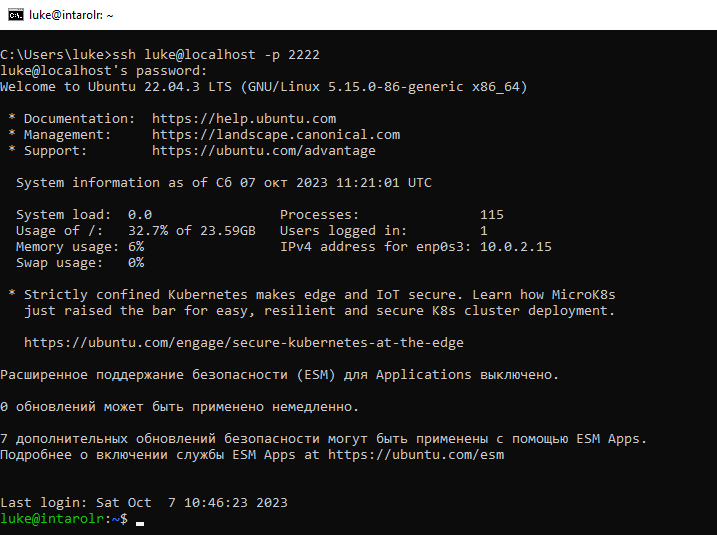 luke@intarolr: ~
C:\Users\luke>ssh luke@localhost -p 2222
luke@localhost's password:
Welcome to Ubuntu 22.04.3 LTS (GNU/Linux 5.15.0-86-generic x86_64)
* Documentation:  https://help.ubuntu.com
* Management:     https://landscape.canonical.com
* Support:        https://ubuntu.com/advantage
System information as of Сб 07 окт 2023 11:21:01 UTC
System load:  0.0                Processes:               115
Usage of /:   32.7% of 23.59GB   Users logged in:         1
Memory usage: 6%                 IPv4 address for enp0s3: 10.0.2.15
Swap usage:   0%
* Strictly confined Kubernetes makes edge and IoT secure. Learn how MicroK8s
just raised the bar for easy, resilient and secure K8s cluster deployment.
https://ubuntu.com/engage/secure-kubernetes-at-the-edge
Расширенное поддержание безопасности (ESM) для Applications выключено.
0 обновлений может быть применено немедленно.
7 дополнительных обновлений безопасности могут быть применены с помощью ESM Apps.
Подробнее о включении службы ESM Apps at https://ubuntu.com/esm
Last login: Sat Oct  7 10:46:23 2023
luke@intarolr:~$